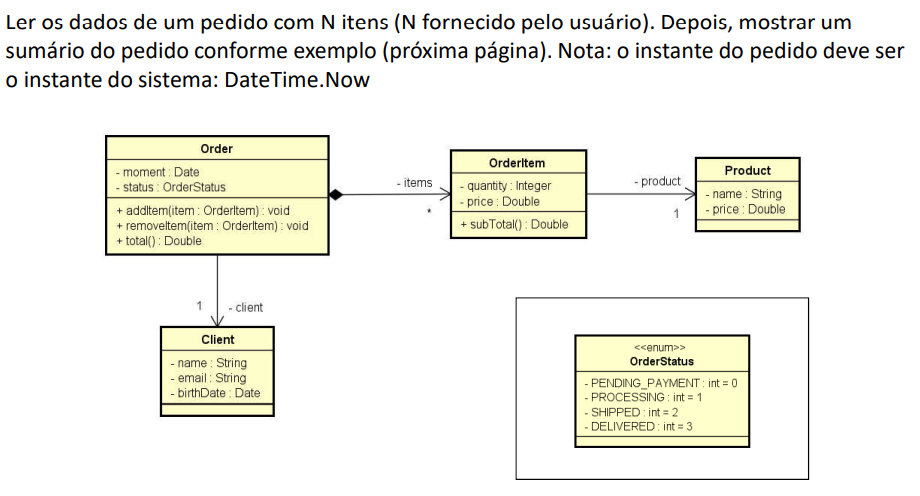 Ler os dados de um pedido com N itens (N fornecido pelo usuário). Depois, mostrar um
sumário do pedido conforme exemplo (próxima página). Nota: o instante do pedido deve ser
o instante do sistema: DateTime.Now
Order
- moment : Date
- status : OrderStatus
+ addItem(item : OrderItem) : void
+ removeItem(item : OrderItem) : void
+ total() : Double
- items
*
OrderItem
- quantity : Integer
- price : Double
+ subTotal() : Double
- product
1
Product
- name : String
- price : Double
1
- client
Client
- name : String
- email : String
- birthDate : Date
<<enum>>
OrderStatus
- PENDING_PAYMENT : int = 0
- PROCESSING : int = 1
- SHIPPED : int = 2
- DELIVERED : int = 3